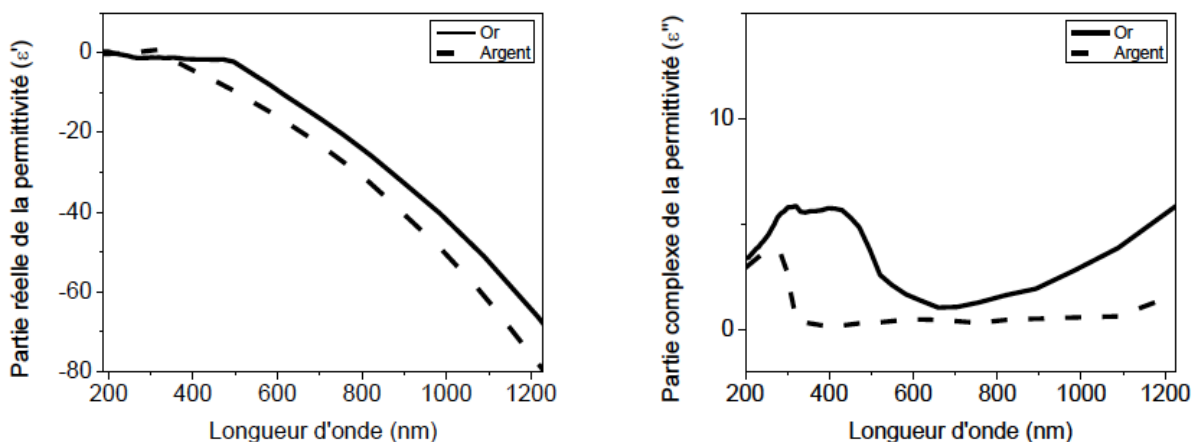 Partie réelle de la permittivité (ε')
0
-20
-40
-60
-80
200 400 600 800 1000 1200
Longueur d'onde (nm)
Or
Argent
Partie complexe de la permittivité (ε")
10
0
200 400 600 800 1000 1200
Longueur d'onde (nm)
Or
Argent